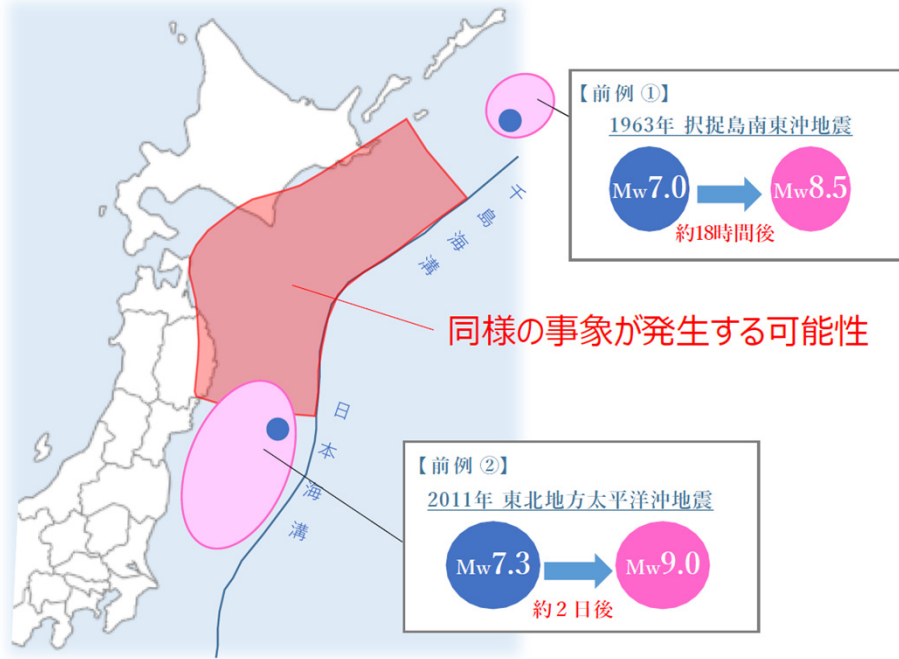 【前例①】
1963年 択捉島南東沖地震
Mw7.0
Mw8.5
約18時間後
千島海溝
同様の事象が発生する可能性
日本海溝
【前例②】
2011年 東北地方太平洋沖地震
Mw7.3
Mw9.0
約2日後